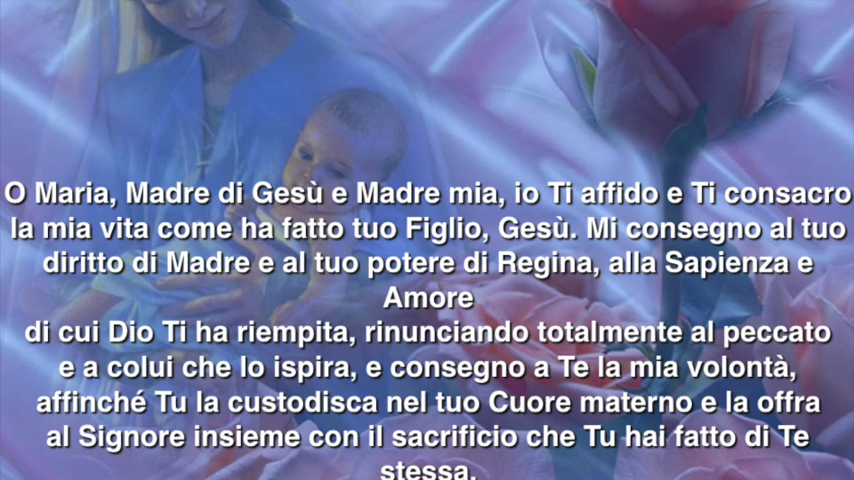 O Maria, Madre di Gesù e Madre mia, io Ti affido e Ti consacro
la mia vita come ha fatto tuo Figlio, Gesù. Mi consegno al tuo
diritto di Madre e al tuo potere di Regina, alla Sapienza e
Amore
di cui Dio Ti ha riempita, rinunciando totalmente al peccato
e a colui che lo ispira, e consegno a Te la mia volontà,
affinché Tu la custodisca nel tuo Cuore materno e la offra
al Signore insieme con il sacrificio che Tu hai fatto di Te
stessa.